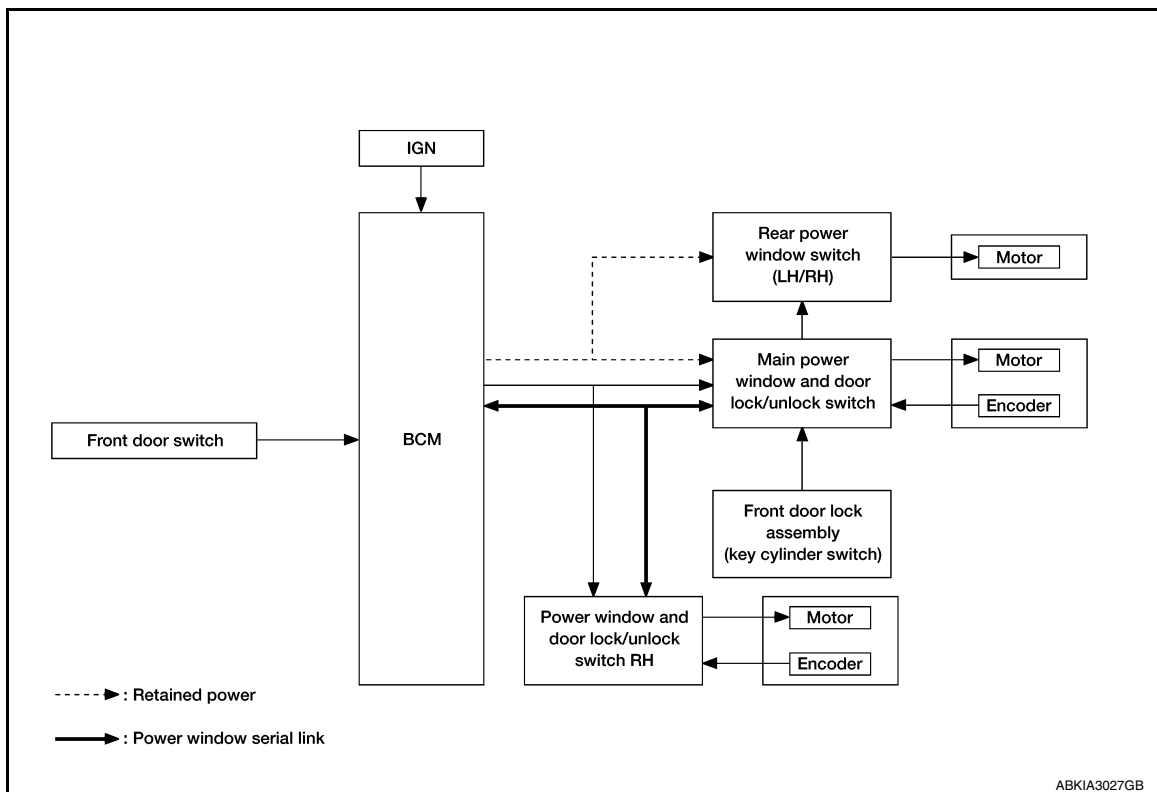 IGN
BCM
Front door switch
Rear power
window switch
(LH/RH)
Motor
Main power
window and door
lock/unlock switch
Motor
Encoder
Front door lock
assembly
(key cylinder switch)
Power window and
door lock/unlock
switch RH
Motor
Encoder
: Retained power
: Power window serial link
ABKIA3027GB